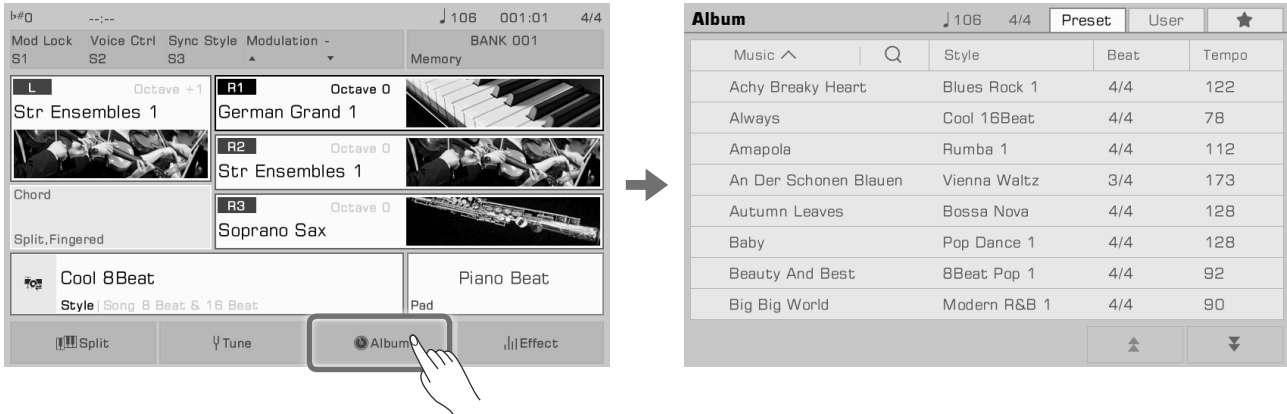 b#0 --:-- ♩106 001:01 4/4
Mod Lock Voice Ctrl Sync Style Modulation - BANK 001
S1 S2 S3 ▲ ▼ Memory
L Octave +1
Str Ensembles 1
R1 Octave 0
German Grand 1
R2 Octave 0
Str Ensembles 1
R3 Octave 0
Soprano Sax
Chord
Split,Fingered
Cool 8Beat
Style | Song 8 Beat & 16 Beat
Piano Beat
Pad
Split Tune Album Effect
Album ♩106 4/4 Preset User ★
Music Style Beat Tempo
Achy Breaky Heart Blues Rock 1 4/4 122
Always Cool 16Beat 4/4 78
Amapola Rumba 1 4/4 112
An Der Schonen Blauen Vienna Waltz 3/4 173
Autumn Leaves Bossa Nova 4/4 128
Baby Pop Dance 1 4/4 128
Beauty And Best 8Beat Pop 1 4/4 92
Big Big World Modern R&B 1 4/4 90